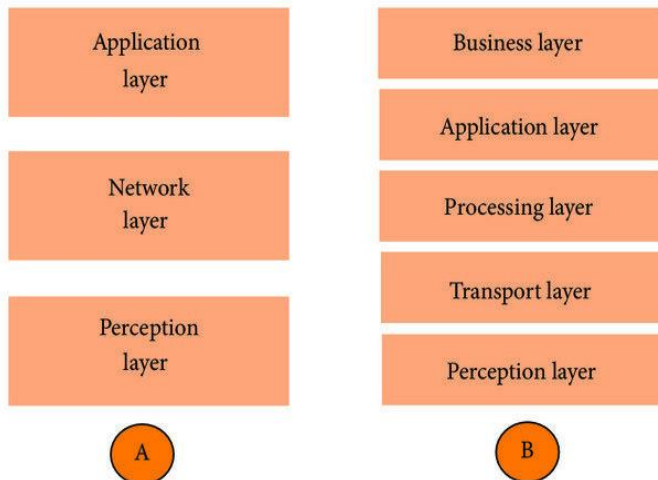 Application
layer
Network
layer
Perception
layer
A
Business layer
Application layer
Processing layer
Transport layer
Perception layer
B